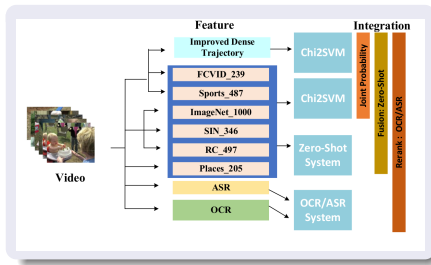 Feature
Integration
Improved Dense
Trajectory
Chi2SVM
FCVID_239
Sports_487
ImageNet_1000
SIN_346
RC_497
Places_205
Chi2SVM
Zero-Shot
System
ASR
OCR
OCR/ASR
System
Video
Joint Probability
Fusion: Zero-Shot
Rerank : OCR/ASR